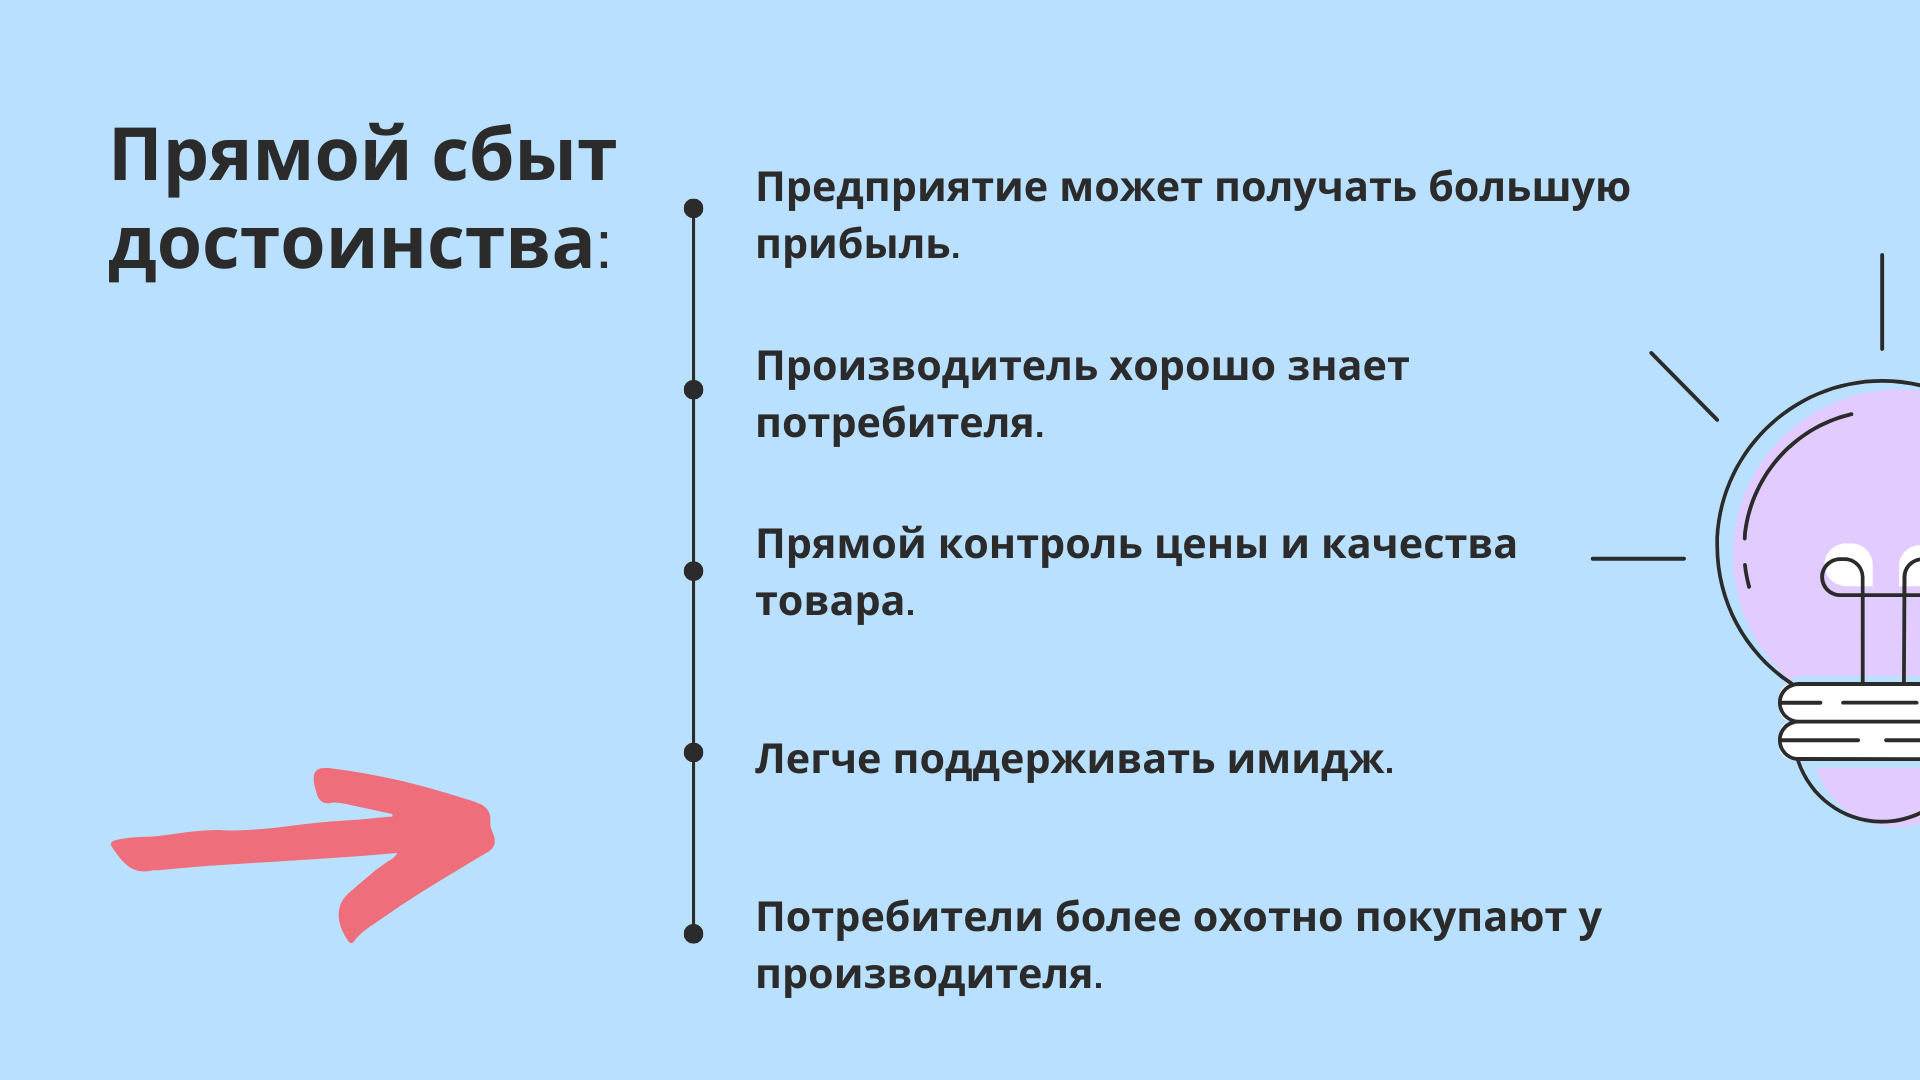 Прямой сбыт
достоинства:
Предприятие может получать большую
прибыль.
Производитель хорошо знает
потребителя.
Прямой контроль цены и качества
товара.
Легче поддерживать имидж.
Потребители более охотно покупают у
производителя.